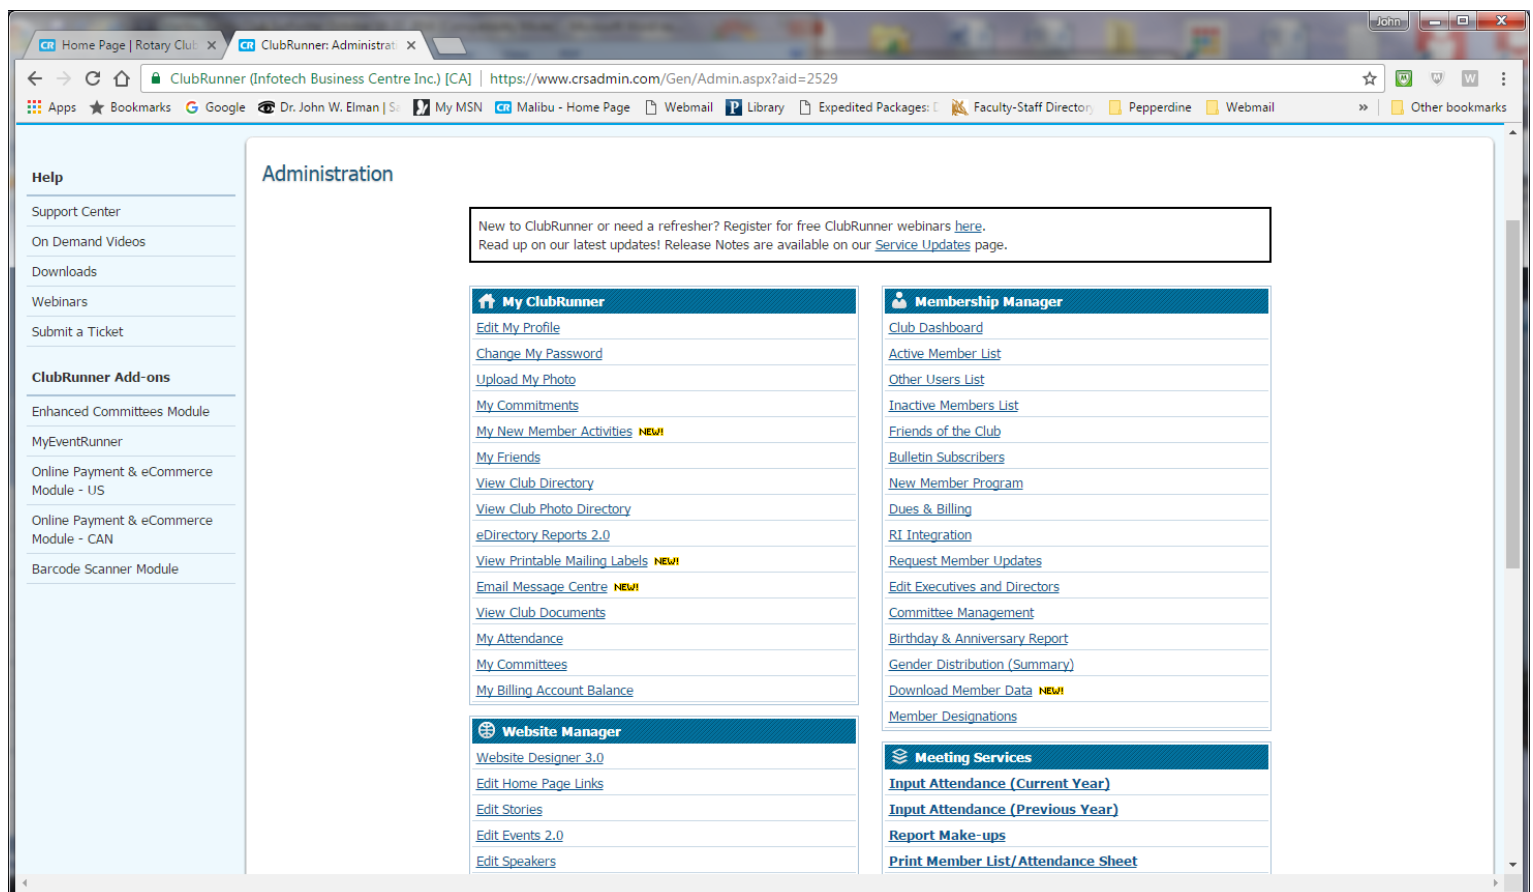 John
Home Page | Rotary Club
ClubRunner: Administrati
ClubRunner (Infotech Business Centre Inc.) [CA] | https://www.crsadmin.com/Gen/Admin.aspx?aid=2529
Apps Bookmarks Google Dr. John W. Elman | Sc My MSN Malibu - Home Page Webmail Library Expedited Packages: D Faculty-Staff Directory Pepperdine Webmail » Other bookmarks
Help
Support Center
On Demand Videos
Downloads
Webinars
Submit a Ticket
ClubRunner Add-ons
Enhanced Committees Module
MyEventRunner
Online Payment & eCommerce
Module - US
Online Payment & eCommerce
Module - CAN
Barcode Scanner Module
Administration
New to ClubRunner or need a refresher? Register for free ClubRunner webinars here.
Read up on our latest updates! Release Notes are available on our Service Updates page.
My ClubRunner
Edit My Profile
Change My Password
Upload My Photo
My Commitments
My New Member Activities NEW!
My Friends
View Club Directory
View Club Photo Directory
eDirectory Reports 2.0
View Printable Mailing Labels NEW!
Email Message Centre NEW!
View Club Documents
My Attendance
My Committees
My Billing Account Balance
Website Manager
Website Designer 3.0
Edit Home Page Links
Edit Stories
Edit Events 2.0
Edit Speakers
Membership Manager
Club Dashboard
Active Member List
Other Users List
Inactive Members List
Friends of the Club
Bulletin Subscribers
New Member Program
Dues & Billing
RI Integration
Request Member Updates
Edit Executives and Directors
Committee Management
Birthday & Anniversary Report
Gender Distribution (Summary)
Download Member Data NEW!
Member Designations
Meeting Services
Input Attendance (Current Year)
Input Attendance (Previous Year)
Report Make-ups
Print Member List/Attendance Sheet